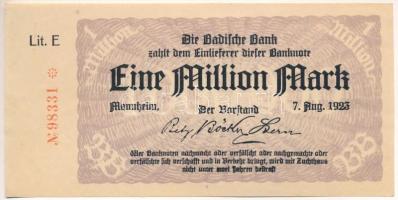 Lit. E
Die Badische Bank
zahlt dem Einlieferer dieser Banknote
Eine Million Mark
Mannheim, 7. Aug. 1923
Der Vorstand
№ 98331 *
Wer Banknoten nachmacht oder verfälscht oder nachgemachte oder
verfälschte sich verschafft und in Verkehr bringt, wird mit Zuchthaus
nicht unter zwei Jahren bestraft